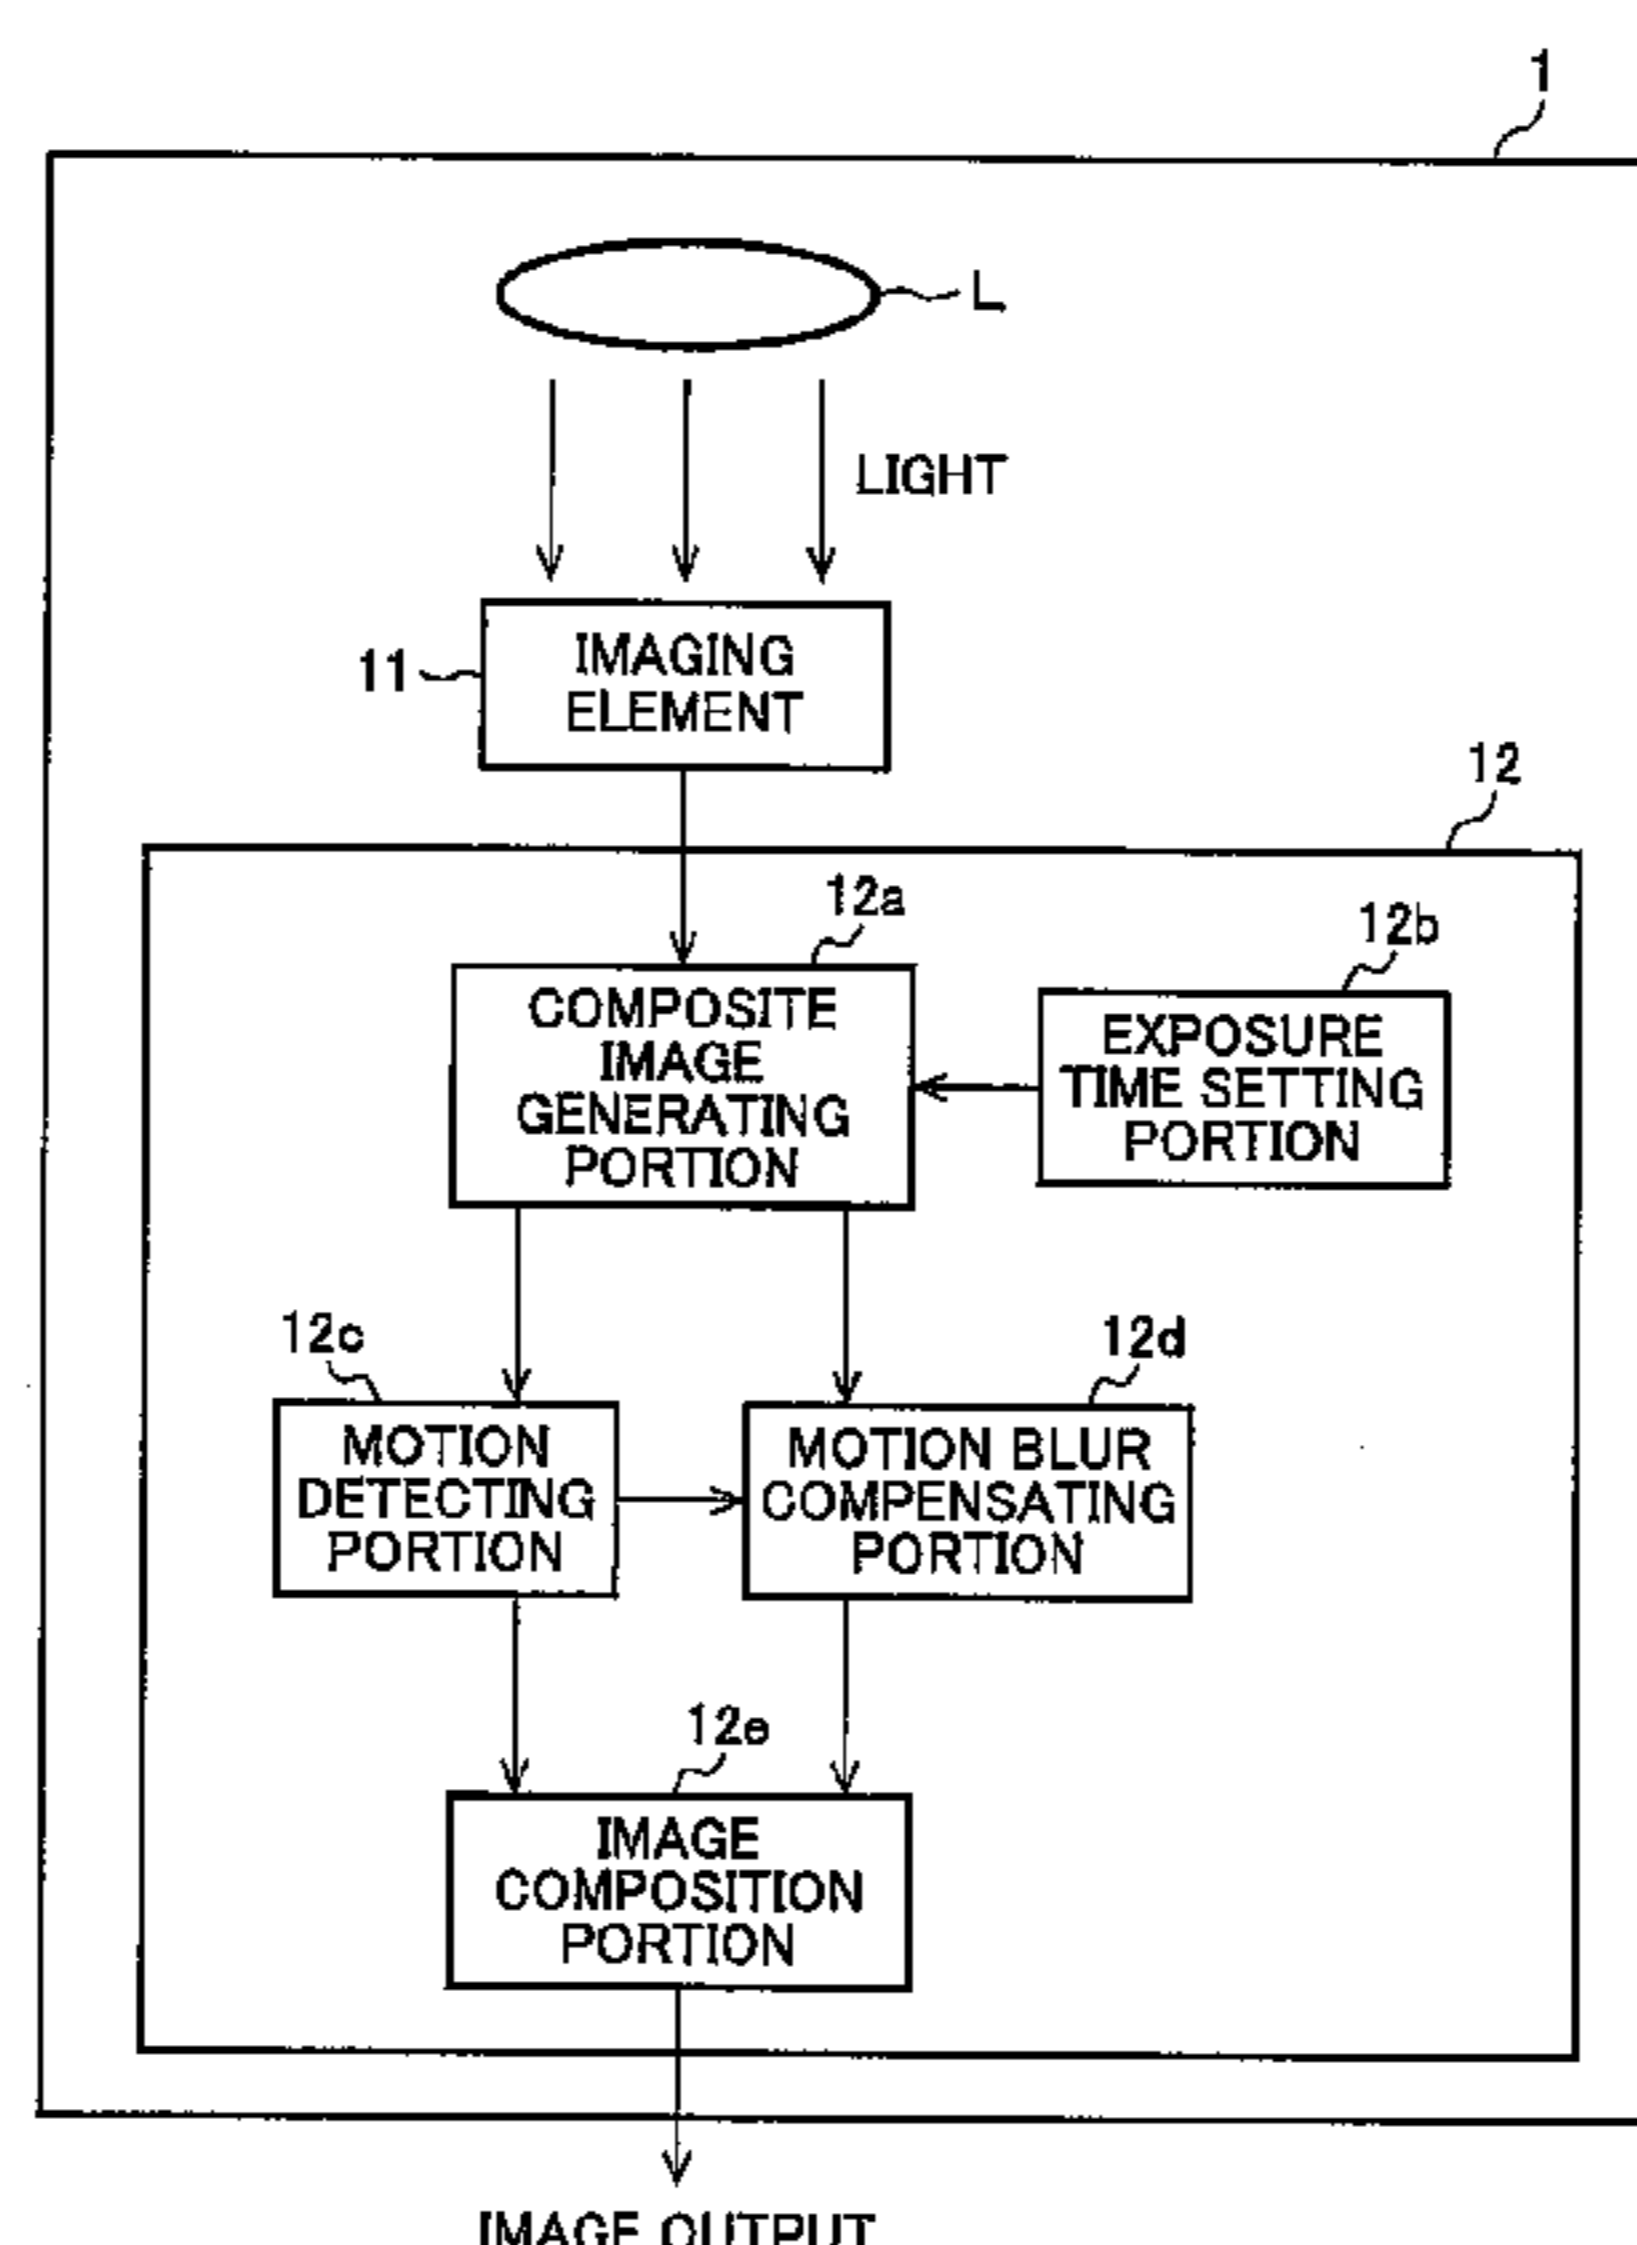 1
L
LIGHT
11
IMAGING
ELEMENT
12
12a
12b
COMPOSITE
IMAGE
GENERATING
PORTION
EXPOSURE
TIME SETTING
PORTION
12c
12d
MOTION
DETECTING
PORTION
MOTION BLUR
COMPENSATING
PORTION
12e
IMAGE
COMPOSITION
PORTION
IMAGE OUTPUT